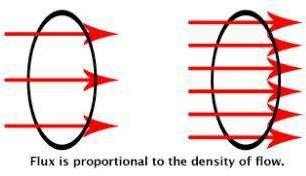 Flux is proportional to the density of flow.